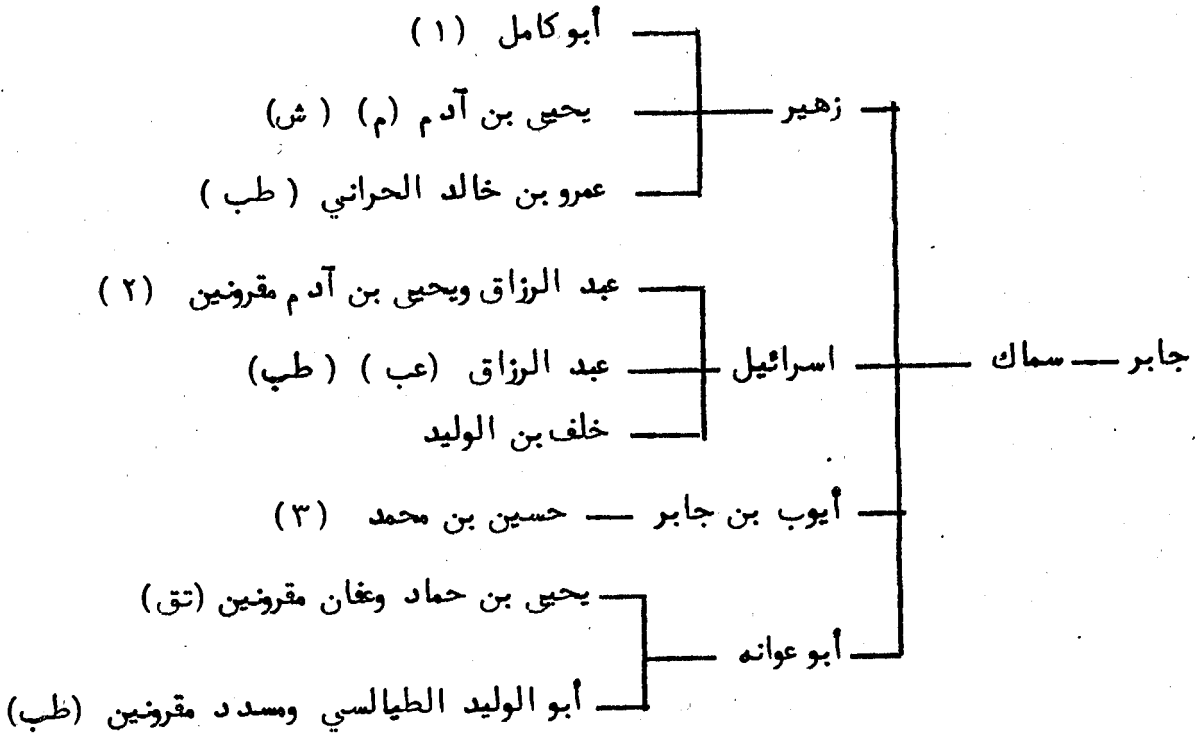 أبو كامل (١)
زهير يحيى بن آدم (م) (ش)
عمرو بن خالد الحراني (طب)
عبد الرزاق ويحيى بن آدم مقرونين (٢)
جابر سماك اسرائيل عبد الرزاق (عب) (طب)
خلف بن الوليد
أيوب بن جابر حسين بن محمد (٣)
يحيى بن حماد وعفان مقرونين (تق)
أبو عوانه
أبو الوليد الطيالسي ومسدد مقرونين (طب)